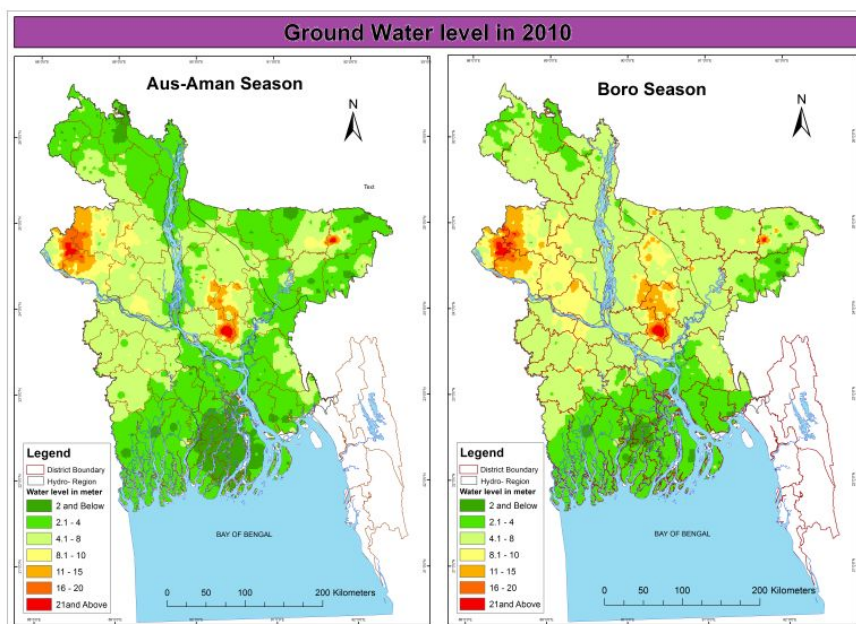 Ground Water level in 2010
Aus-Aman Season
N
Text
Legend
District Boundary
Hydro- Region
Water level in meter
2 and Below
2.1 - 4
4.1 - 8
8.1 - 10
11 - 15
16 - 20
21and Above
BAY OF BENGAL
0 50 100 200 Kilometers
Boro Season
N
Legend
District Boundary
Hydro- Region
Water level in meter
2 and Below
2.1 - 4
4.1 - 8
8.1 - 10
11 - 15
16 - 20
21and Above
BAY OF BENGAL
0 50 100 200 Kilometers